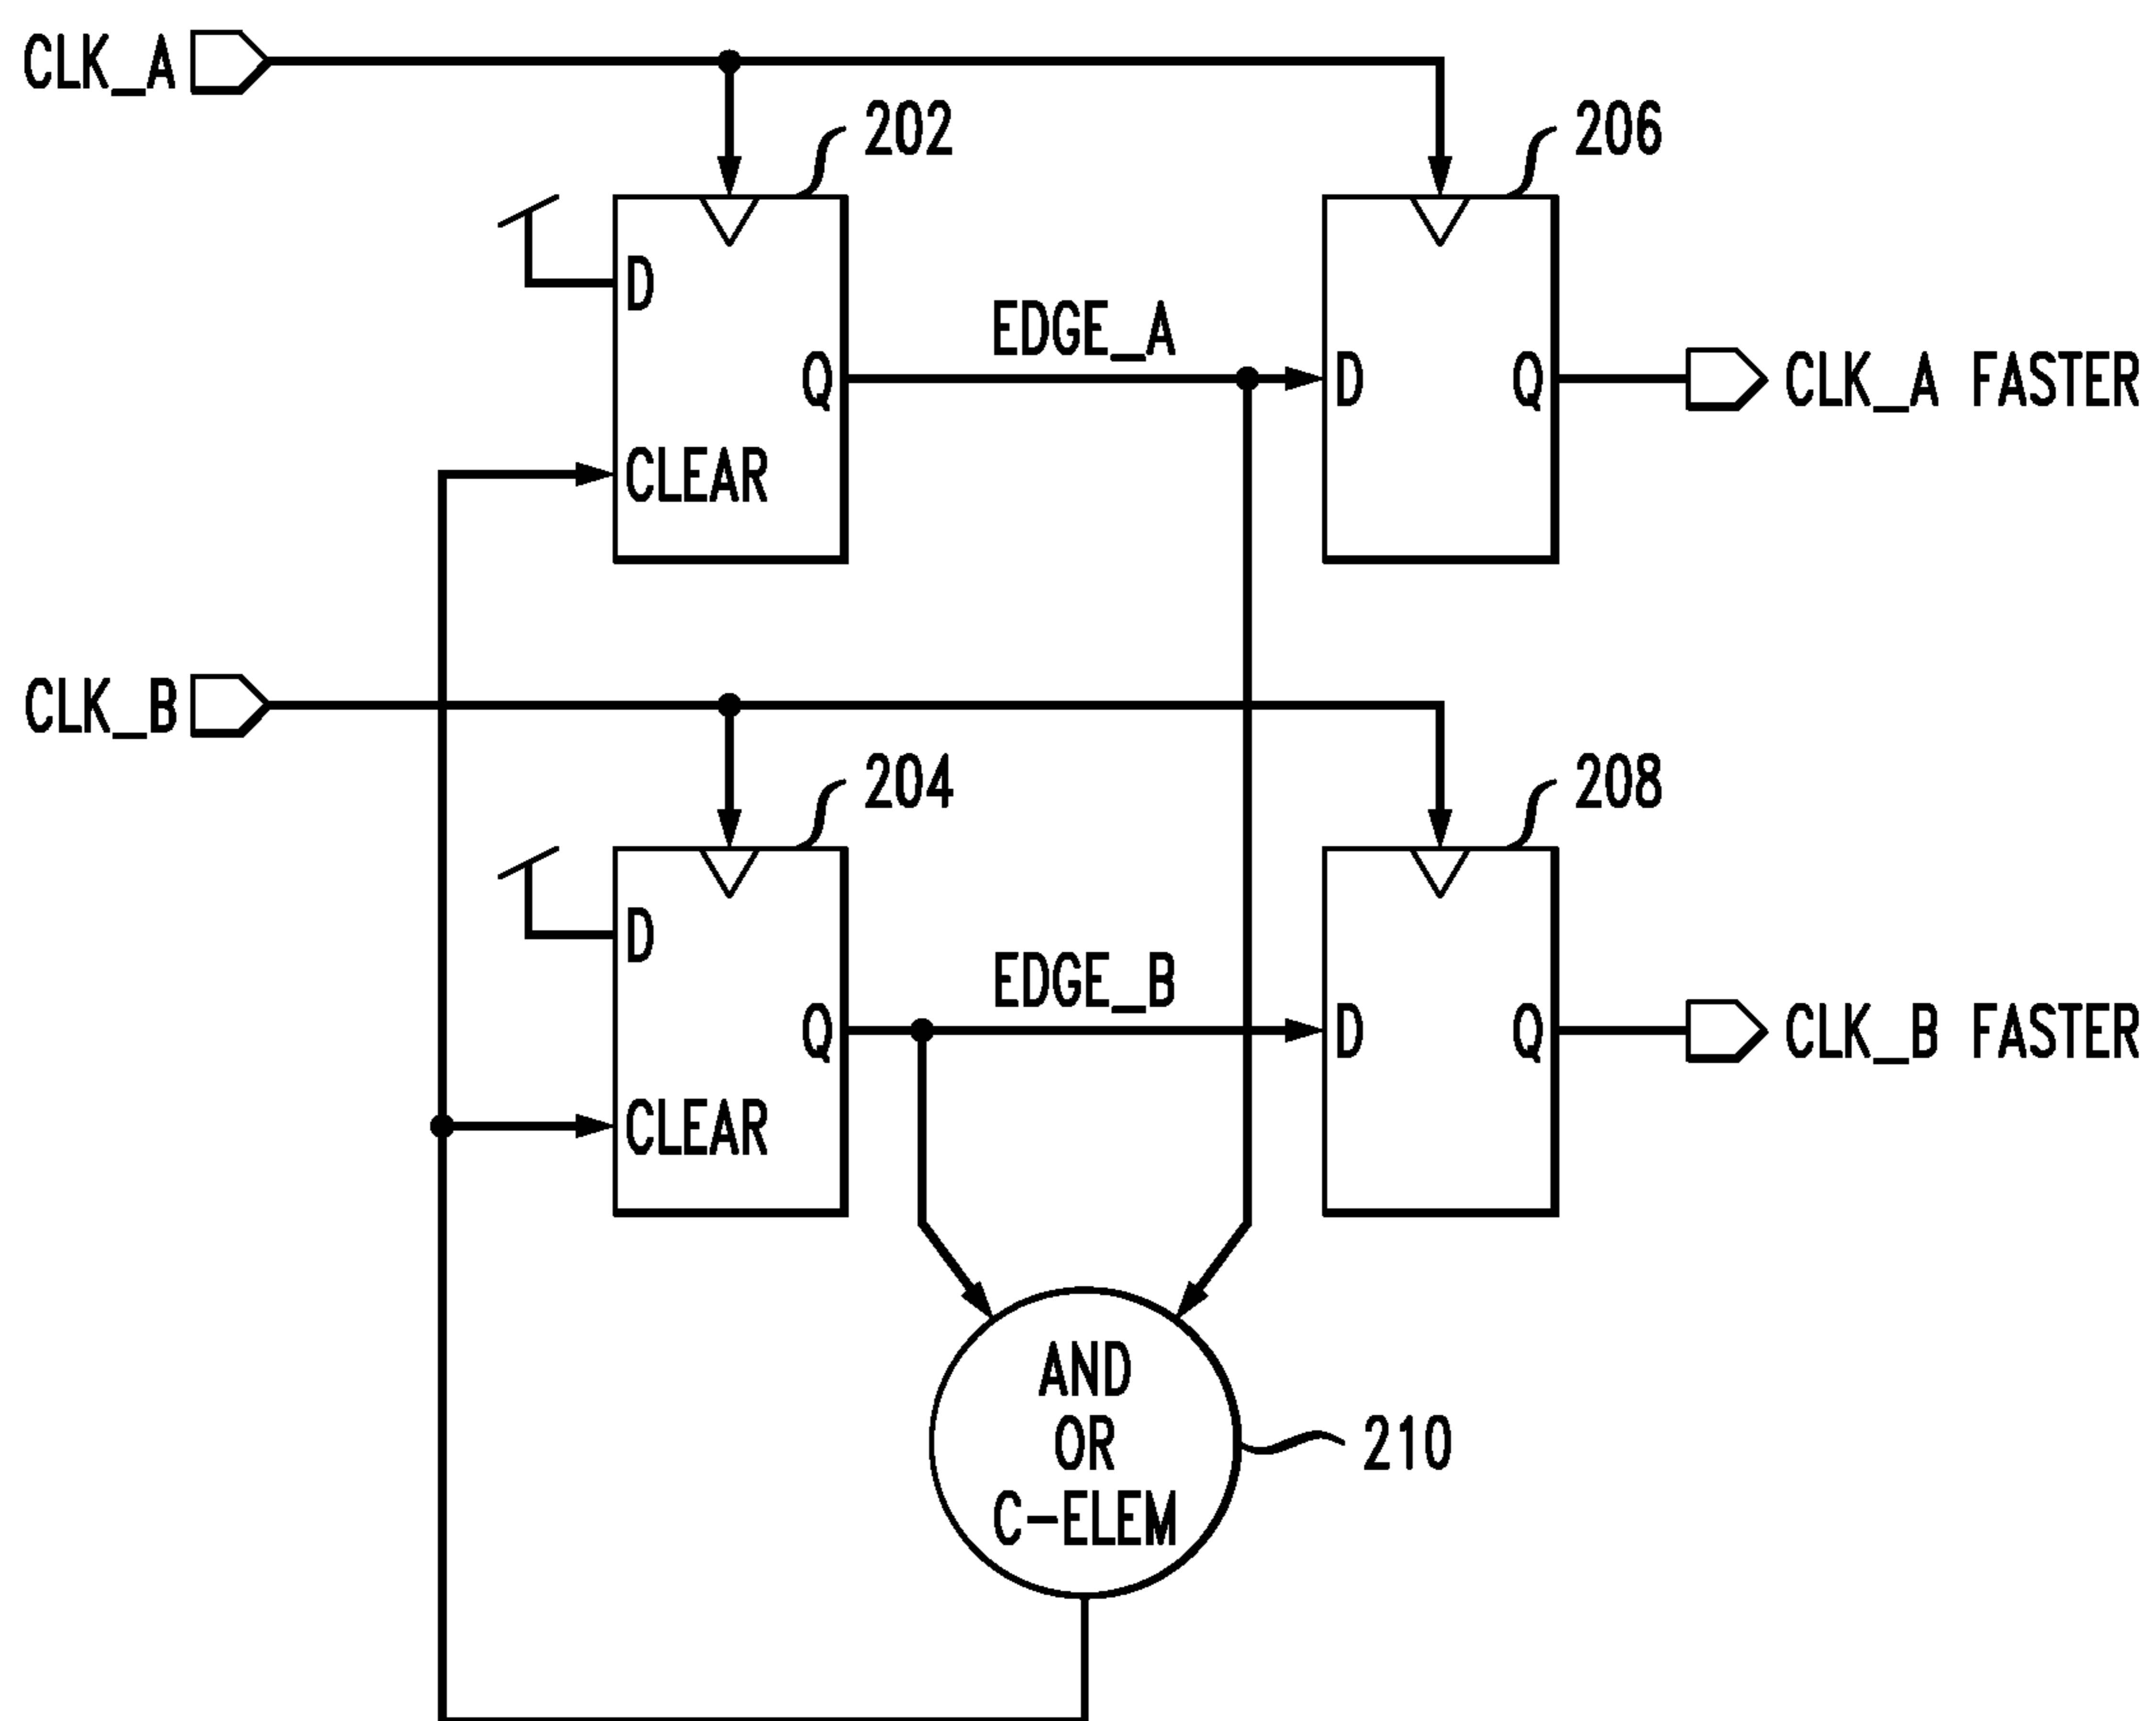 CLK_A
202
206
D
EDGE_A
Q
D
Q
CLK_A FASTER
CLEAR
CLK_B
204
208
D
EDGE_B
Q
D
Q
CLK_B FASTER
CLEAR
AND
OR
C-ELEM
210